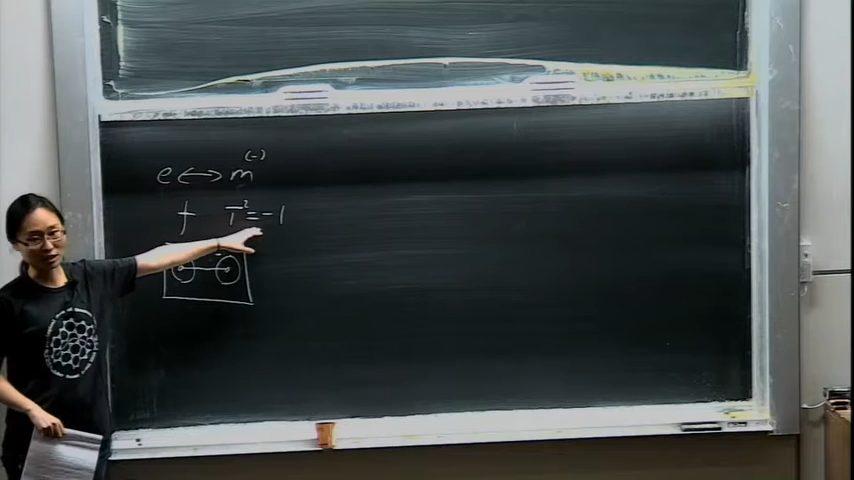 e ↔ m^(-)
f T² = -1